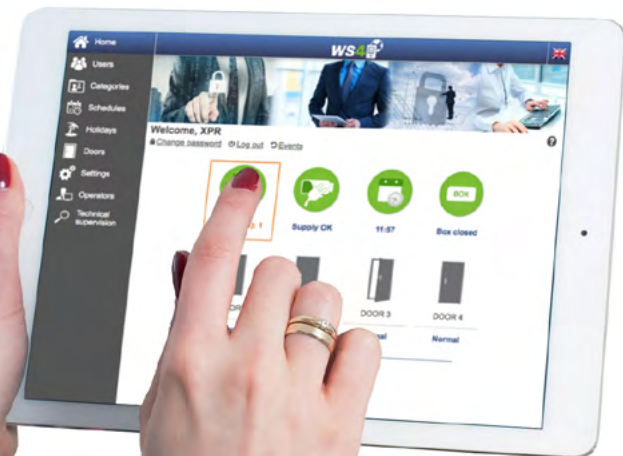 Home
WS4
Users
Categories
Schedules
Holidays
Doors
Settings
Operators
Technical
supervision
Welcome, XPR
Change password Log out Events
?
1
Supply OK
11:57
BOX
Box closed
DOOR 3
DOOR 4
Normal